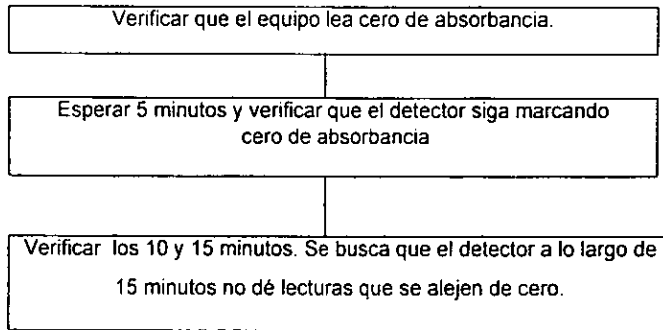 Verificar que el equipo lea cero de absorbancia.
Esperar 5 minutos y verificar que el detector siga marcando
cero de absorbancia
Verificar los 10 y 15 minutos. Se busca que el detector a lo largo de
15 minutos no dé lecturas que se alejen de cero.